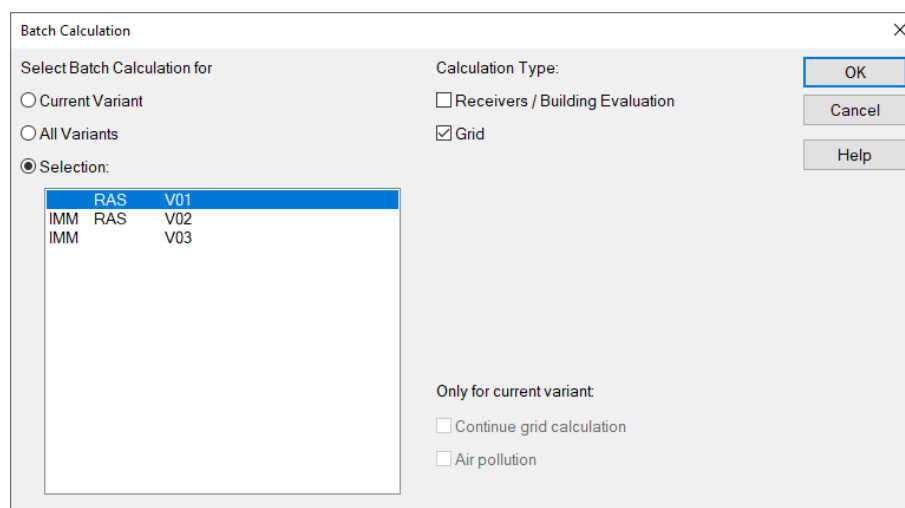 Batch Calculation
Select Batch Calculation for
Current Variant
All Variants
Selection:
RAS V01
IMM RAS V02
IMM V03
Calculation Type:
Receivers / Building Evaluation
Grid
Only for current variant:
Continue grid calculation
Air pollution
OK
Cancel
Help